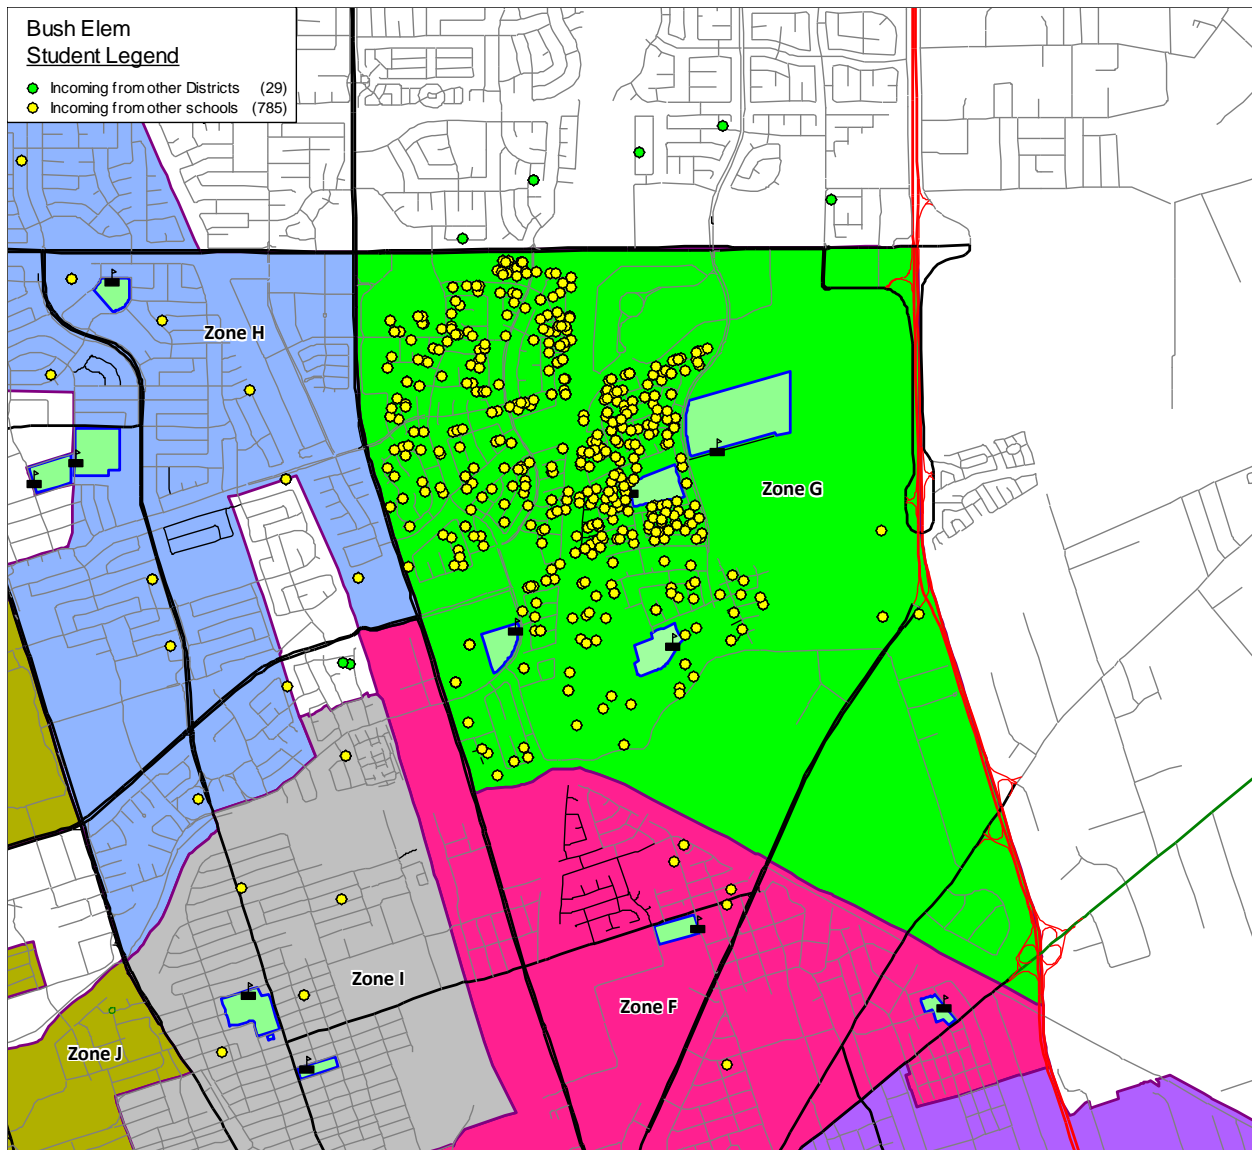 Bush Elem
Student Legend
Incoming from other Districts (29)
Incoming from other schools (785)
Zone H
Zone G
Zone I
Zone F
Zone J